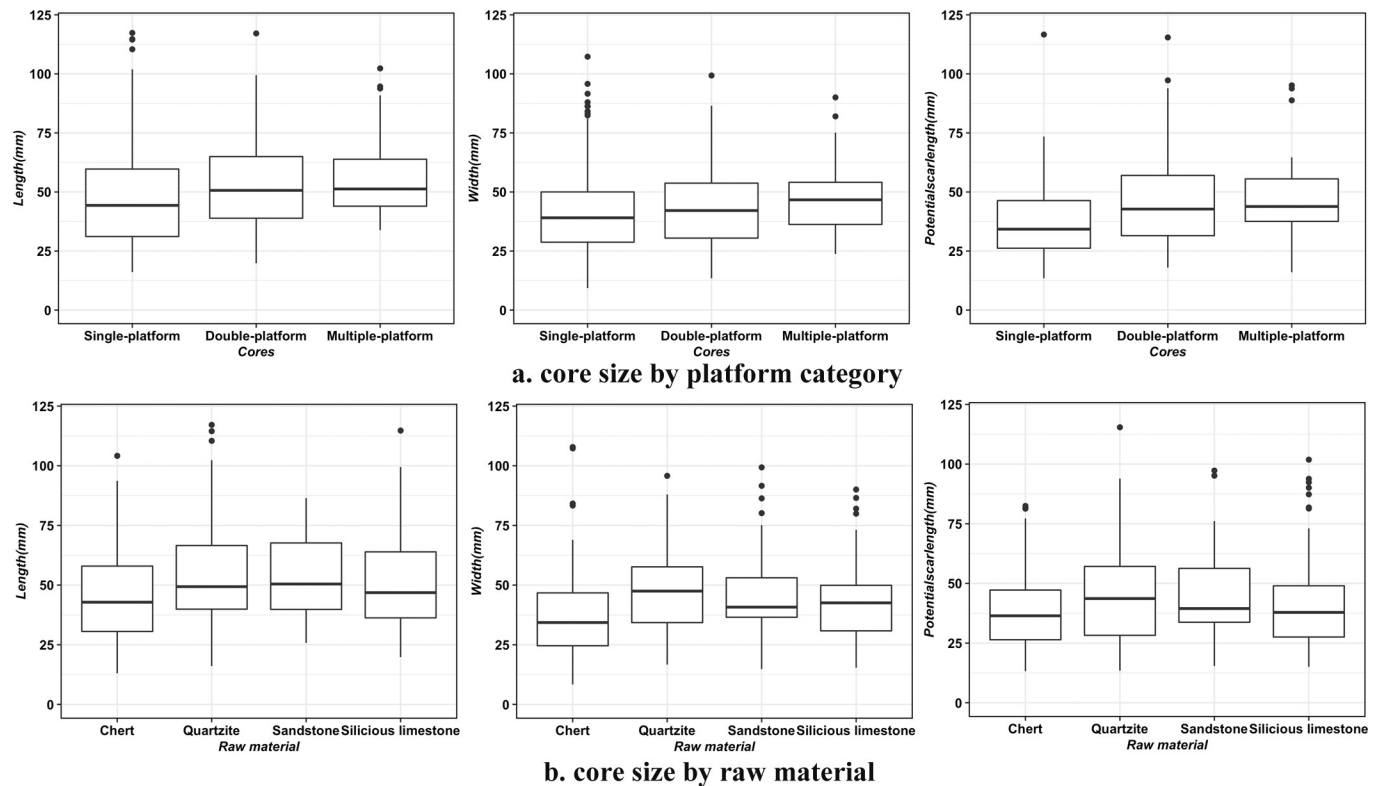 125
100
75
50
25
0
Length(mm)
Single-platform Double-platform Multiple-platform
Cores
125
100
75
50
25
0
Width(mm)
Single-platform Double-platform Multiple-platform
Cores
125
100
75
50
25
0
Potentialscarlength(mm)
Single-platform Double-platform Multiple-platform
Cores
a. core size by platform category
125
100
75
50
25
0
Length(mm)
Chert Quartzite Sandstone Silicious limestone
Raw material
125
100
75
50
25
0
Width(mm)
Chert Quartzite Sandstone Silicious limestone
Raw material
125
100
75
50
25
0
Potentialscarlength(mm)
Chert Quartzite Sandstone Silicious limestone
Raw material
b. core size by raw material